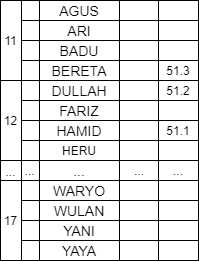 AGUS
11 ARI
BADU
BERETA 51.3
DULLAH 51.2
12 FARIZ
HAMID 51.1
HERU
... ... ... ... ...
WARYO
17 WULAN
YANI
YAYA